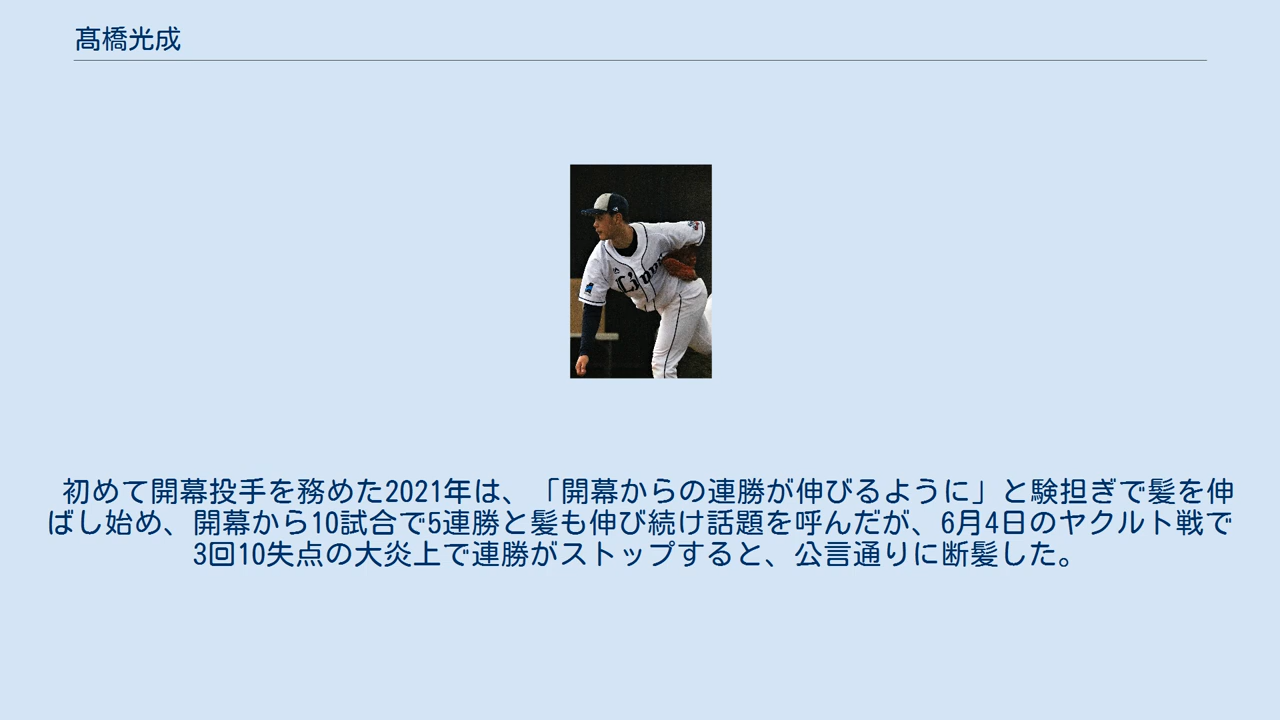 髙橋光成
Lions
初めて開幕投手を務めた2021年は、「開幕からの連勝が伸びるように」と験担ぎで髪を伸
ばし始め、開幕から10試合で5連勝と髪も伸び続け話題を呼んだが、6月4日のヤクルト戦で
3回10失点の大炎上で連勝がストップすると、公言通りに断髪した。